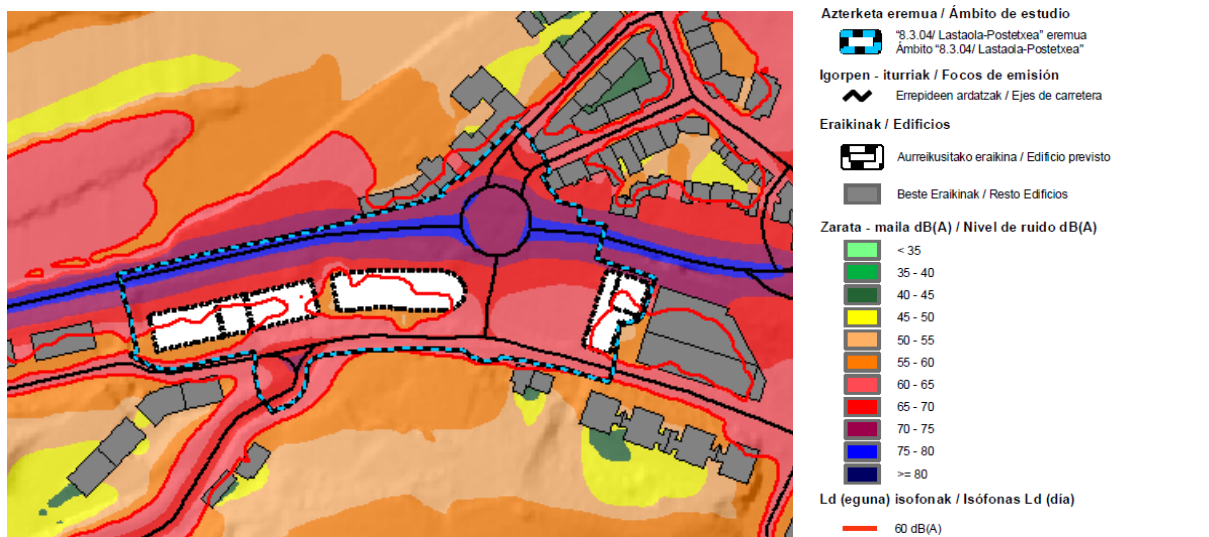 Azterketa eremua / Ámbito de estudio
“8.3.04/ Lastaola-Postetxea” eremua
Ámbito “8.3.04/ Lastaola-Postetxea”
Igorpen - iturriak / Focos de emisión
Errepideen ardatzak / Ejes de carretera
Eraikinak / Edificios
Aurreikusitako eraikina / Edificio previsto
Beste Eraikinak / Resto Edificios
Zarata - maila dB(A) / Nivel de ruido dB(A)
< 35
35 - 40
40 - 45
45 - 50
50 - 55
55 - 60
60 - 65
65 - 70
70 - 75
75 - 80
>= 80
Ld (eguna) isofonak / Isófonas Ld (día)
60 dB(A)